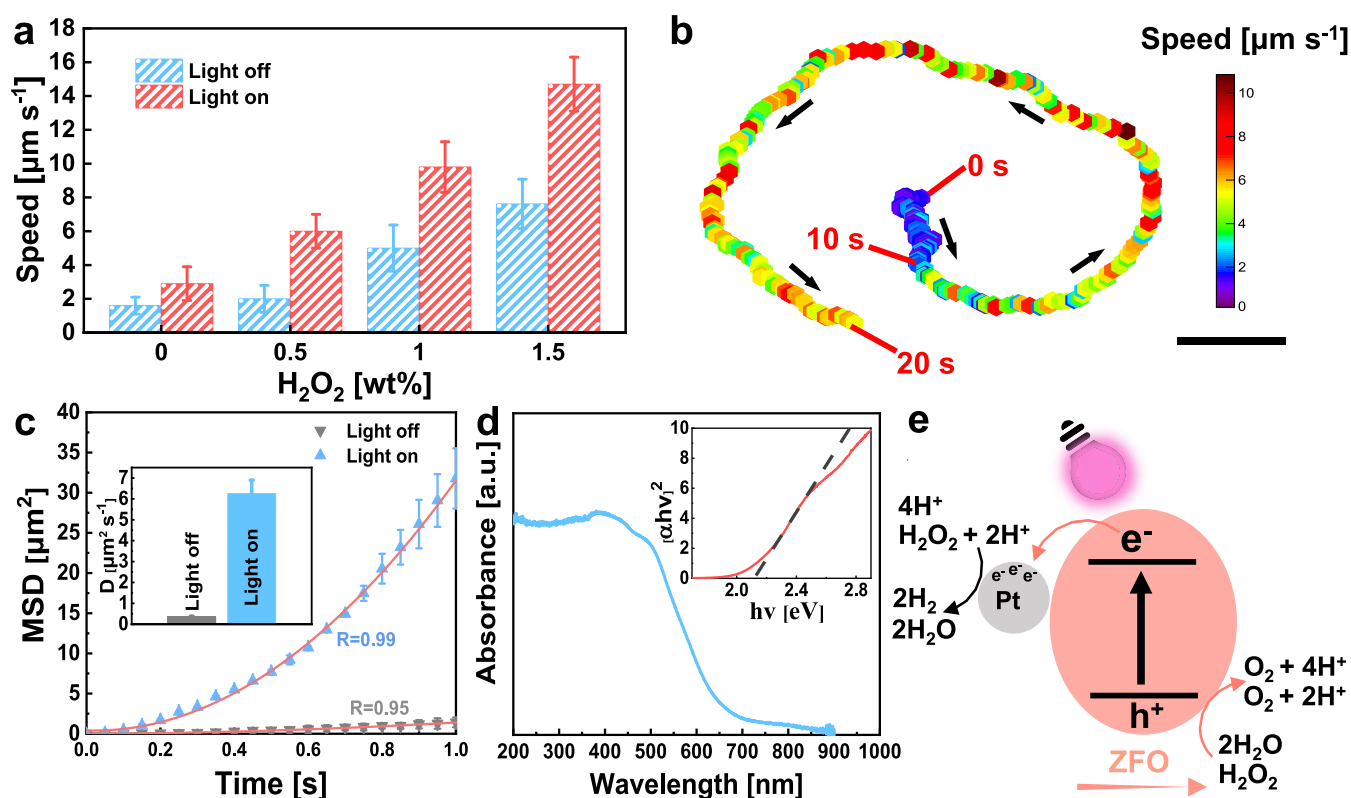 a
Speed [µm s⁻¹]
18
16
14
12
10
8
6
4
2
0
Light off
Light on
0
0.5
1
1.5
H₂O₂ [wt%]
b
Speed [µm s⁻¹]
10
8
6
4
2
0
0 s
10 s
20 s
c
MSD [µm²]
40
35
30
25
20
15
10
5
0
Light off
Light on
D [µm² s⁻¹]
7
6
5
4
3
2
1
0
Light off
Light on
R=0.99
R=0.95
0.0
0.2
0.4
0.6
0.8
1.0
Time [s]
d
Absorbance [a.u.]
[αhv]²
10
8
6
4
2
0
2.0
2.4
2.8
hv [eV]
200
300
400
500
600
700
800
900
1000
Wavelength [nm]
e
4H⁺
H₂O₂ + 2H⁺
e⁻
e⁻ e⁻ e⁻
Pt
2H₂
2H₂O
h⁺
O₂ + 4H⁺
O₂ + 2H⁺
2H₂O
H₂O₂
ZFO